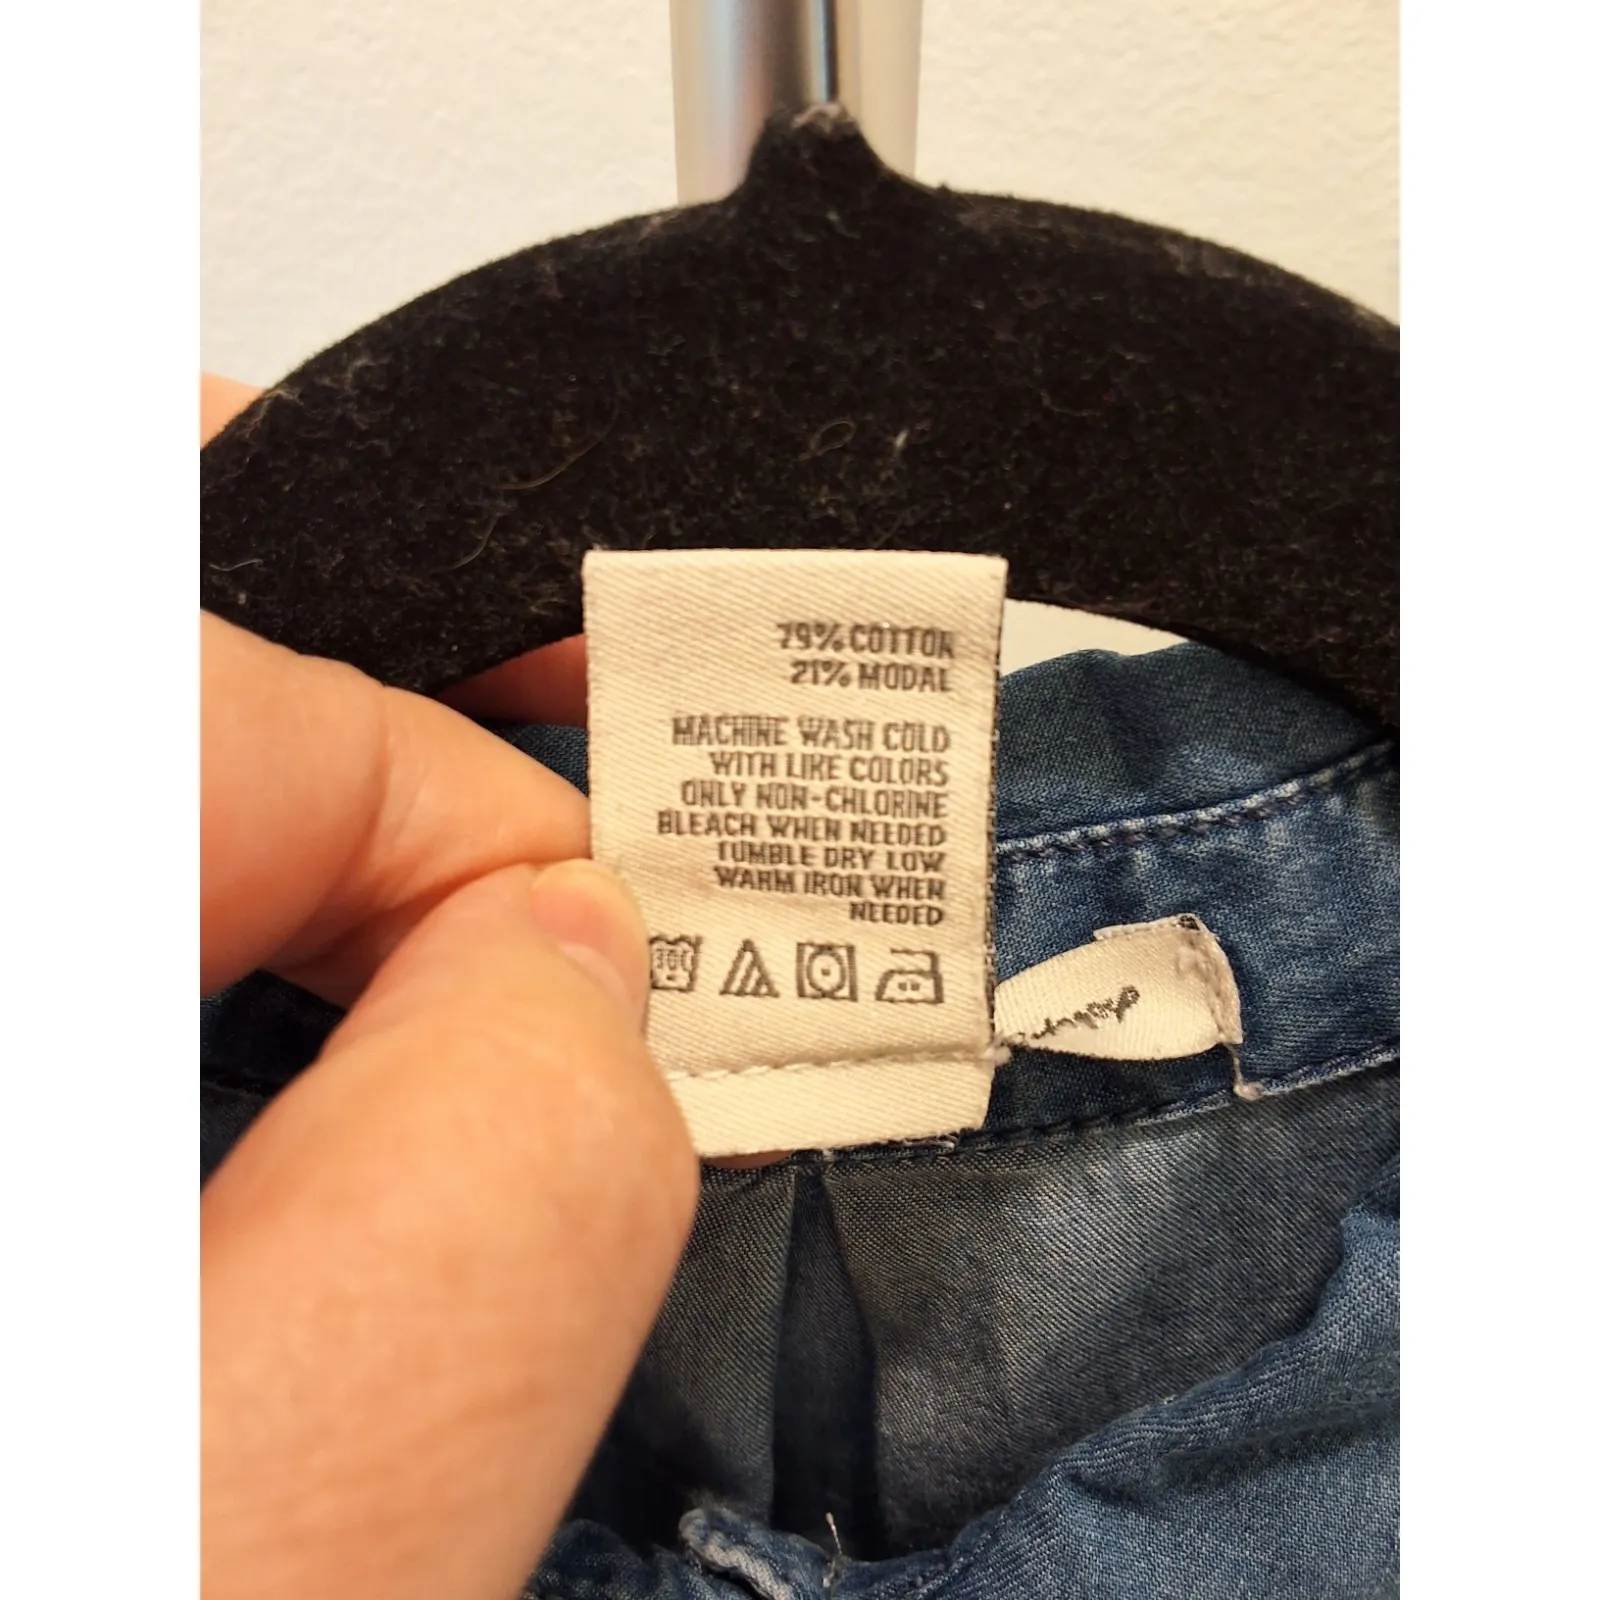 79% COTTON
21% MODAL
MACHINE WASH COLD
WITH LIKE COLORS
ONLY NON-CHLORINE
BLEACH WHEN NEEDED
TUMBLE DRY LOW
WARM IRON WHEN
NEEDED